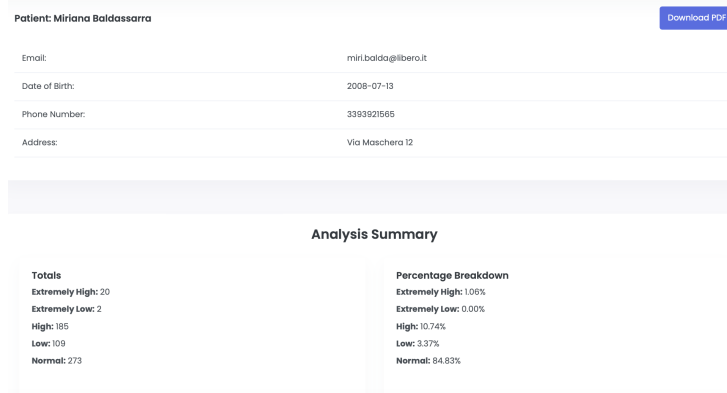 Patient: Miriana Baldassarra
Download PDF
Email: miri.balda@libero.it
Date of Birth: 2008-07-13
Phone Number: 3393921565
Address: Via Maschera 12
Analysis Summary
Totals
Extremely High: 20
Extremely Low: 2
High: 185
Low: 109
Normal: 273
Percentage Breakdown
Extremely High: 1.06%
Extremely Low: 0.00%
High: 10.74%
Low: 3.37%
Normal: 84.83%